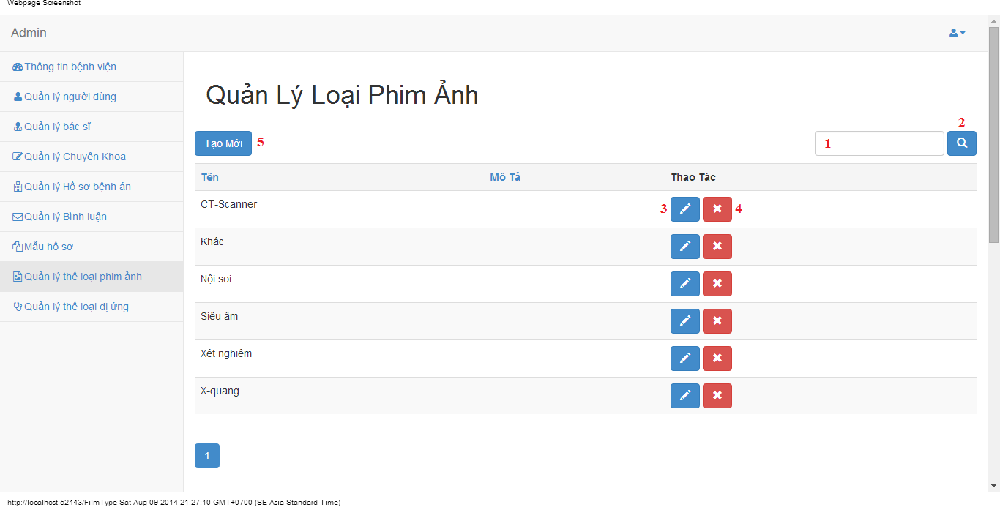 Webpage Screenshot
Admin
Thông tin bệnh viện
Quản lý người dùng
Quản lý bác sĩ
Quản lý Chuyên Khoa
Quản lý Hồ sơ bệnh án
Quản lý Bình luận
Mẫu hồ sơ
Quản lý thể loại phim ảnh
Quản lý thể loại dị ứng
Quản Lý Loại Phim Ảnh
2
Tạo Mới 5 1
Tên Mô Tả Thao Tác
CT-Scanner 3 4
Khác
Nội soi
Siêu âm
Xét nghiệm
X-quang
1
http://localhost:52443/FilmType Sat Aug 09 2014 21:27:10 GMT+0700 (SE Asia Standard Time)